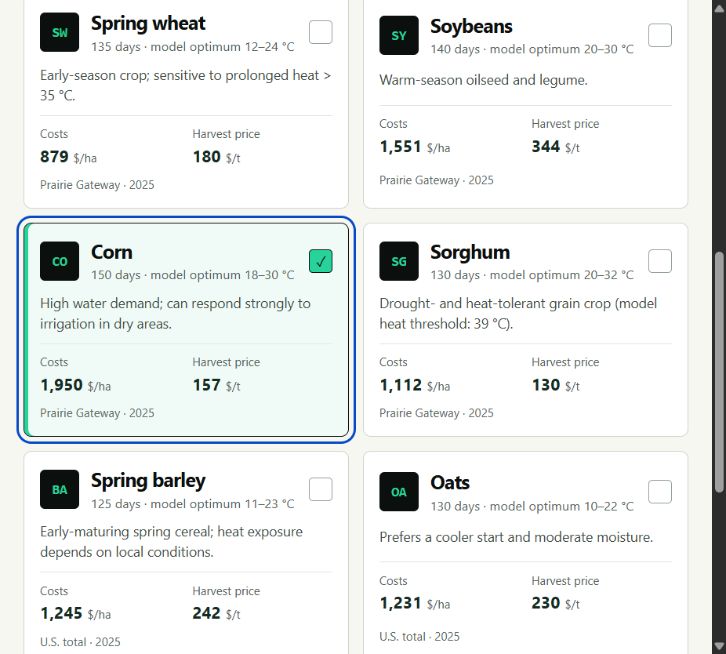 SW
Spring wheat
135 days · model optimum 12–24 °C
Early-season crop; sensitive to prolonged heat >
35 °C.
Costs
Harvest price
879 $/ha
180 $/t
Prairie Gateway · 2025
SY
Soybeans
140 days · model optimum 20–30 °C
Warm-season oilseed and legume.
Costs
Harvest price
1,551 $/ha
344 $/t
Prairie Gateway · 2025
CO
Corn
150 days · model optimum 18–30 °C
✓
High water demand; can respond strongly to
irrigation in dry areas.
Costs
Harvest price
1,950 $/ha
157 $/t
Prairie Gateway · 2025
SG
Sorghum
130 days · model optimum 20–32 °C
Drought- and heat-tolerant grain crop (model
heat threshold: 39 °C).
Costs
Harvest price
1,112 $/ha
130 $/t
Prairie Gateway · 2025
BA
Spring barley
125 days · model optimum 11–23 °C
Early-maturing spring cereal; heat exposure
depends on local conditions.
Costs
Harvest price
1,245 $/ha
242 $/t
U.S. total · 2025
OA
Oats
130 days · model optimum 10–22 °C
Prefers a cooler start and moderate moisture.
Costs
Harvest price
1,231 $/ha
230 $/t
U.S. total · 2025